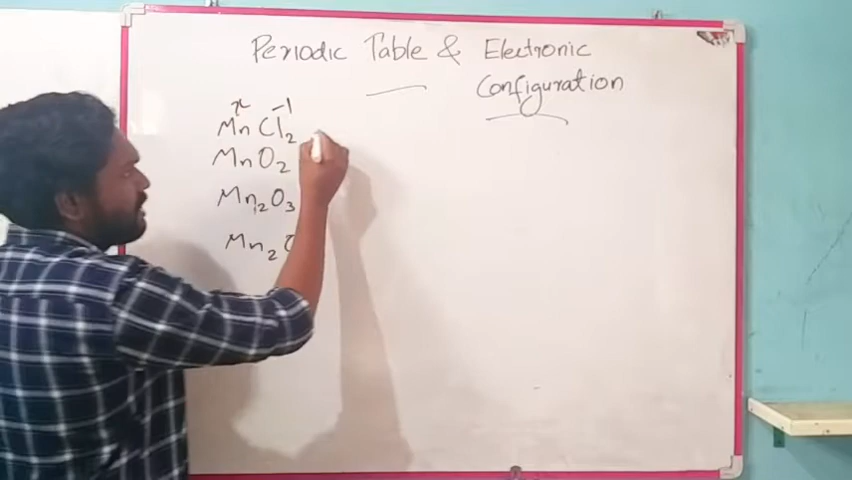 Periodic Table & Electronic
Configuration
x -1
MnCl2
MnO2
Mn2O3
Mn2